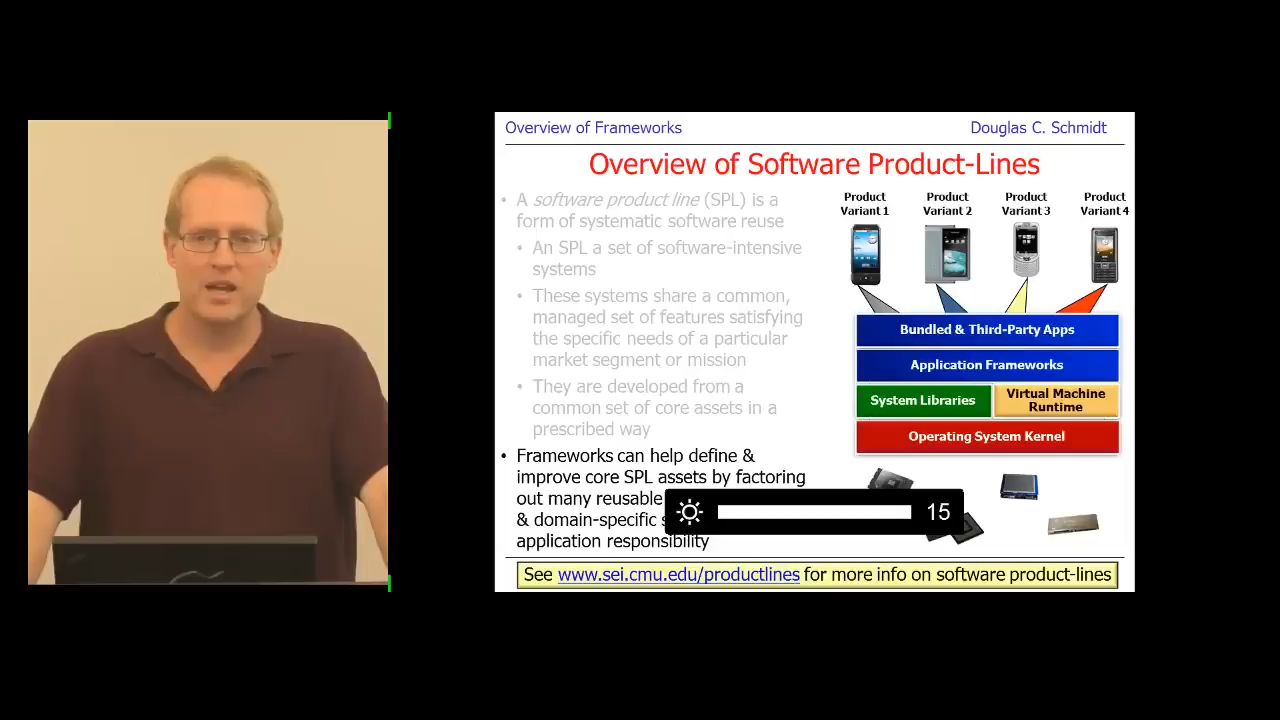 Overview of Frameworks
Douglas C. Schmidt
Overview of Software Product-Lines
• A software product line (SPL) is a
form of systematic software reuse
• An SPL a set of software-intensive
systems
• These systems share a common,
managed set of features satisfying
the specific needs of a particular
market segment or mission
• They are developed from a
common set of core assets in a
prescribed way
• Frameworks can help define &
improve core SPL assets by factoring
out many reusable
& domain-specific
application responsibility
Product
Variant 1
Product
Variant 2
Product
Variant 3
Product
Variant 4
Bundled & Third-Party Apps
Application Frameworks
System Libraries
Virtual Machine
Runtime
Operating System Kernel
15
See www.sei.cmu.edu/productlines for more info on software product-lines